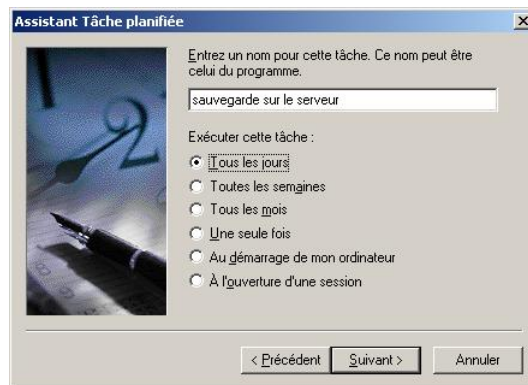 Assistant Tâche planifiée
Entrez un nom pour cette tâche. Ce nom peut être
celui du programme.
sauvegarde sur le serveur
Exécuter cette tâche :
Tous les jours
Toutes les semaines
Tous les mois
Une seule fois
Au démarrage de mon ordinateur
À l'ouverture d'une session
< Précédent
Suivant >
Annuler